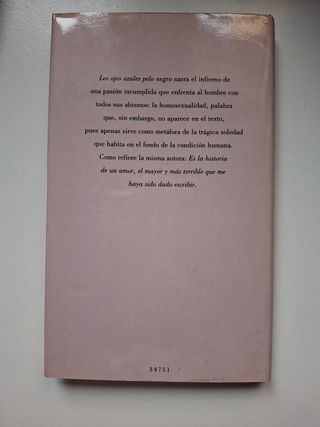 Los ojos azules pelo negro narra el infierno de
una pasión incumplida que enfrenta al hombre con
todos sus abismos: la homosexualidad, palabra
que, sin embargo, no aparece en el texto,
pues apenas sirve como metáfora de la trágica soledad
que habita en el fondo de la condición humana.
Como refieze la misma autora: Es la historia
de un amor, el mayor y más terrible que me
haya sido dado escribir.
34751